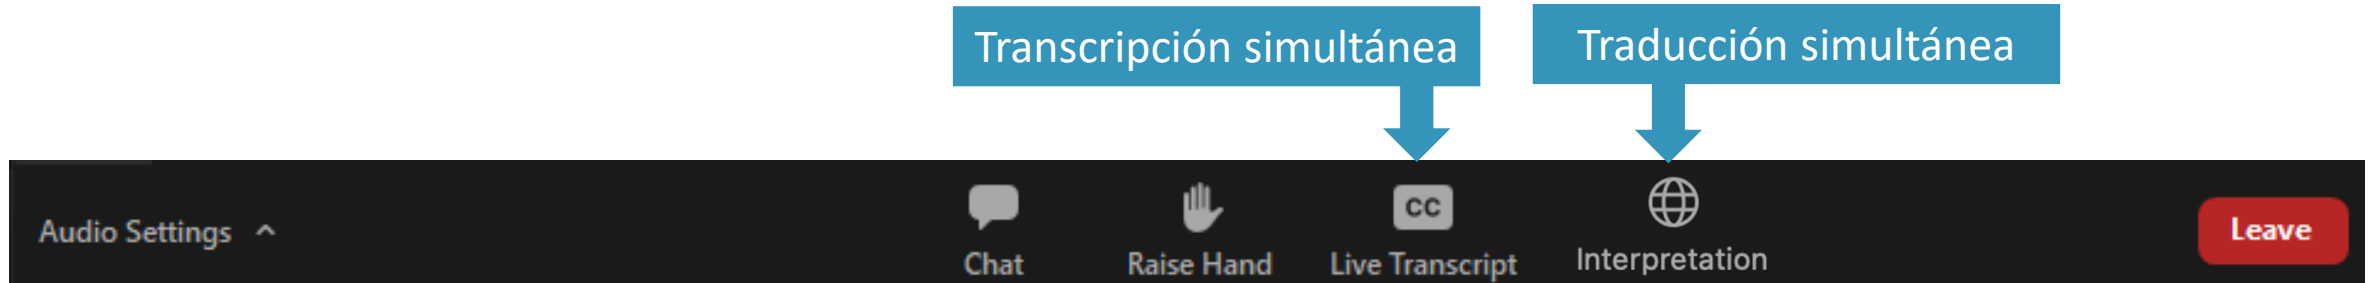 Transcripción simultánea
Traducción simultánea
Audio Settings
CC
Chat
Raise Hand
Live Transcript
Interpretation
Leave